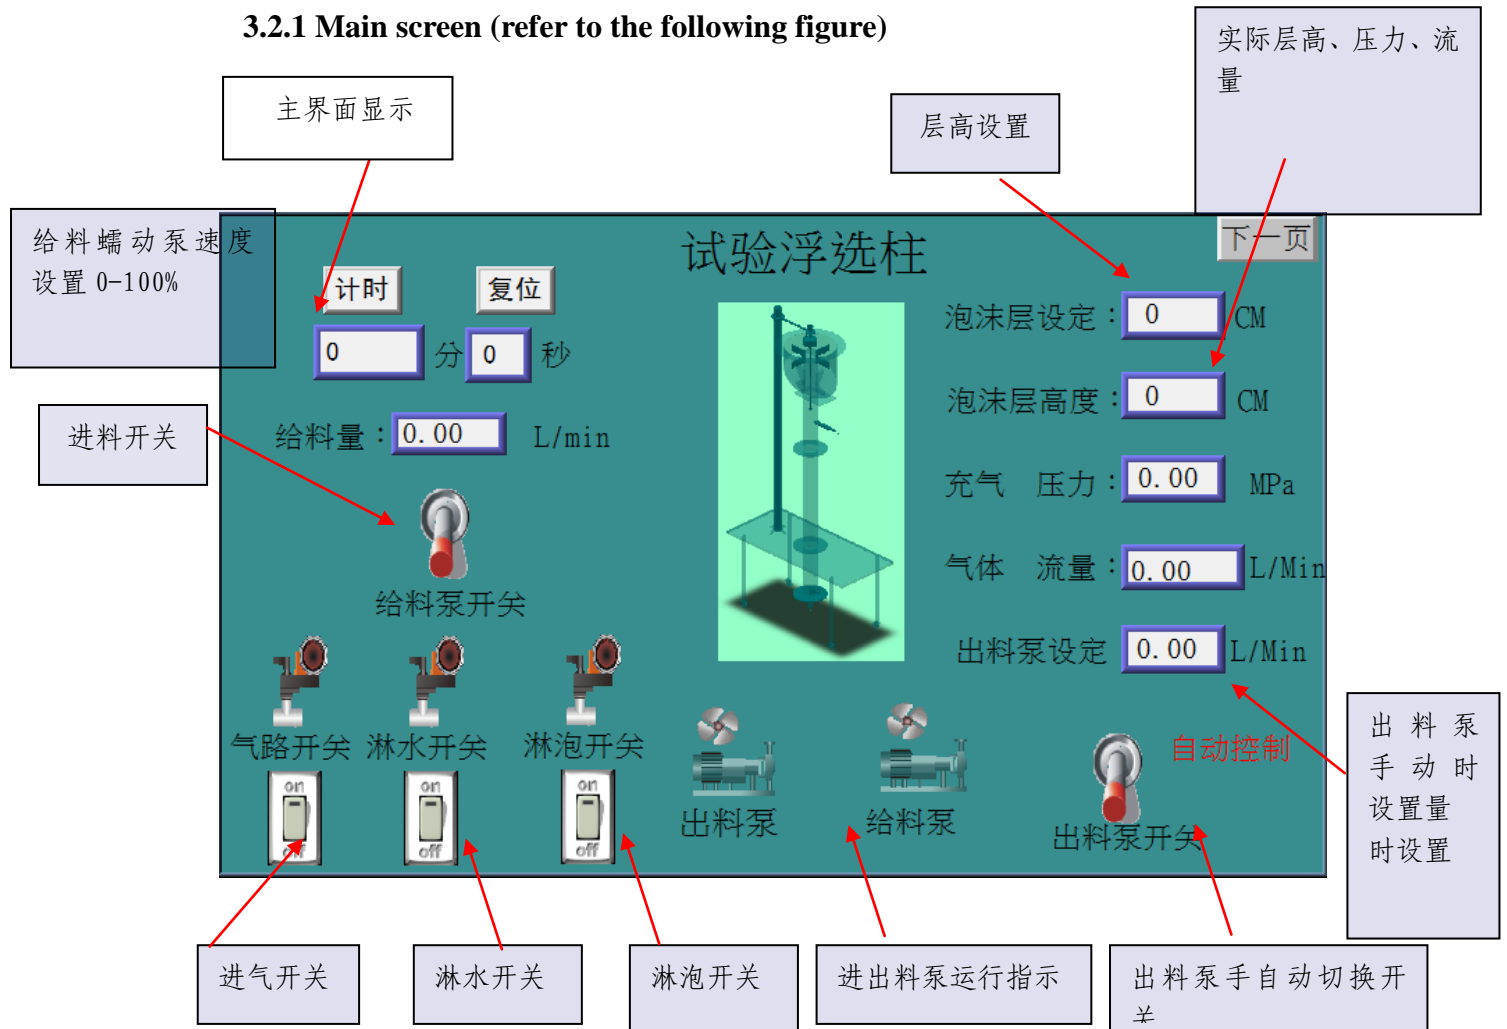 3.2.1 Main screen (refer to the following figure)
实际层高、压力、流
量
主界面显示
层高设置
给料蠕动泵速度
设置 0-100%
进料开关
试验浮选柱
下一页
计时
复位
0 分 0 秒
给料量：0.00 L/min
给料泵开关
泡沫层设定：0 CM
泡沫层高度：0 CM
充气 压力：0.00 MPa
气体 流量：0.00 L/Min
出料泵设定 0.00 L/Min
气路开关
淋水开关
淋泡开关
on
off
on
off
on
off
出料泵
给料泵
自动控制
出料泵开关
出料泵
手动时
设置量
时设置
进气开关
淋水开关
淋泡开关
进出料泵运行指示
出料泵手自动切换开
关